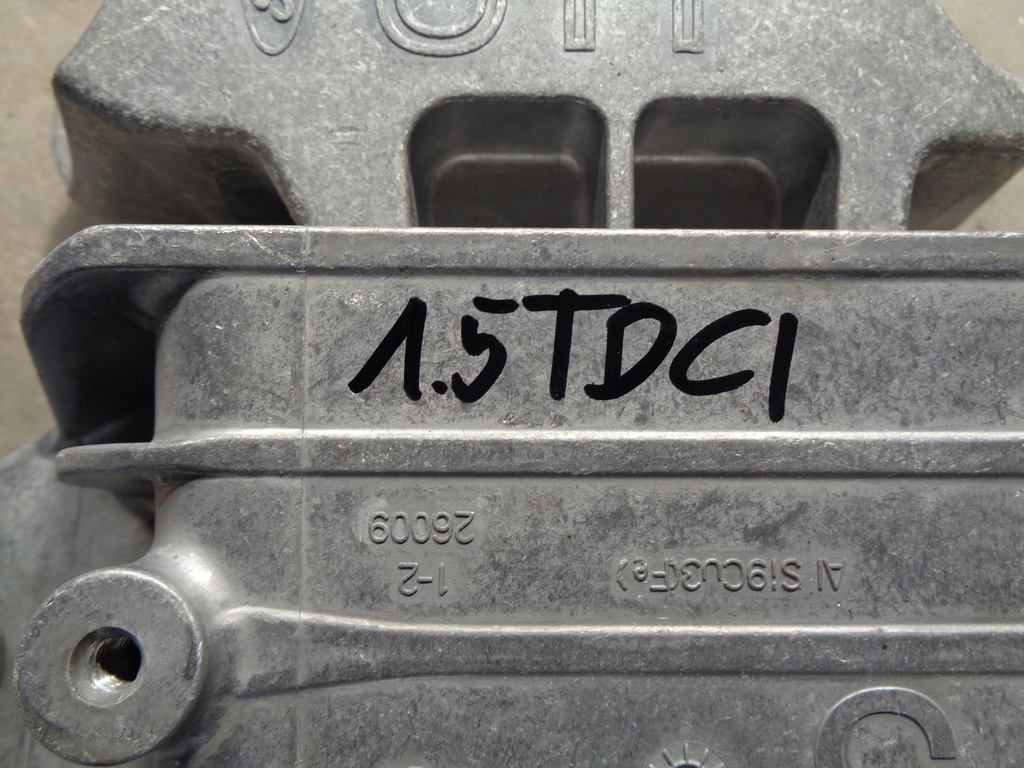 1.5TDCI
26009
1-2
Al Si9Cu3(Fe)